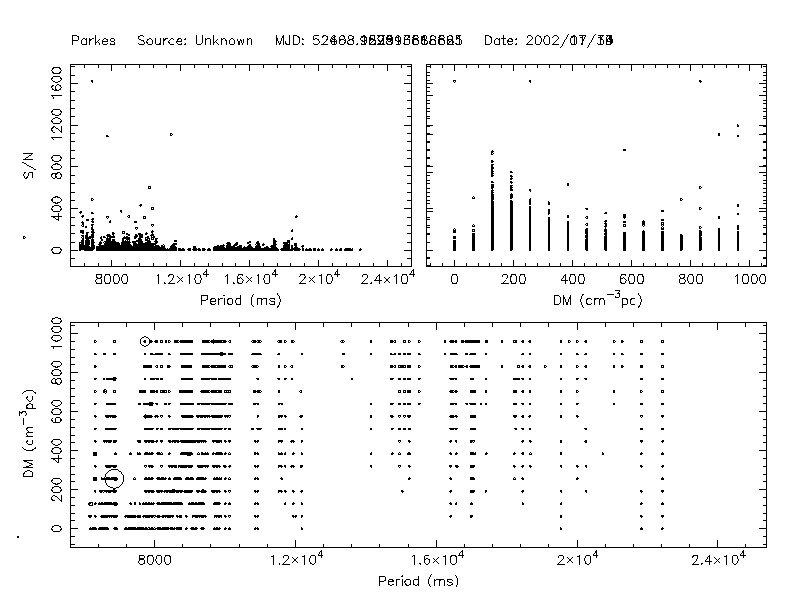 Parkes Source: Unknown MJD: Date: 2002/
S/N
0 400 800 1200 1600
8000 1.2×10⁴ 1.6×10⁴ 2×10⁴ 2.4×10⁴
Period (ms)
0 200 400 600 800 1000
DM (cm⁻³pc)
DM (cm⁻³pc)
0 200 400 600 800 1000
8000 1.2×10⁴ 1.6×10⁴ 2×10⁴ 2.4×10⁴
Period (ms)